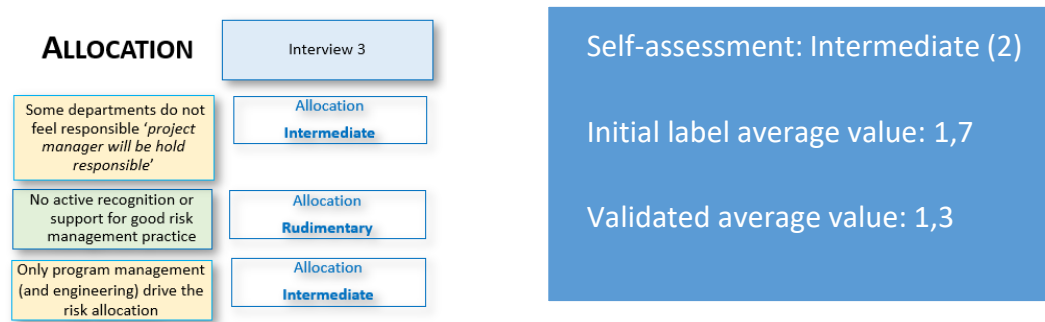 ALLOCATION
Interview 3
Some departments do not
feel responsible ‘project
manager will be hold
responsible’
Allocation
Intermediate
No active recognition or
support for good risk
management practice
Allocation
Rudimentary
Only program management
(and engineering) drive the
risk allocation
Allocation
Intermediate
Self-assessment: Intermediate (2)
Initial label average value: 1,7
Validated average value: 1,3